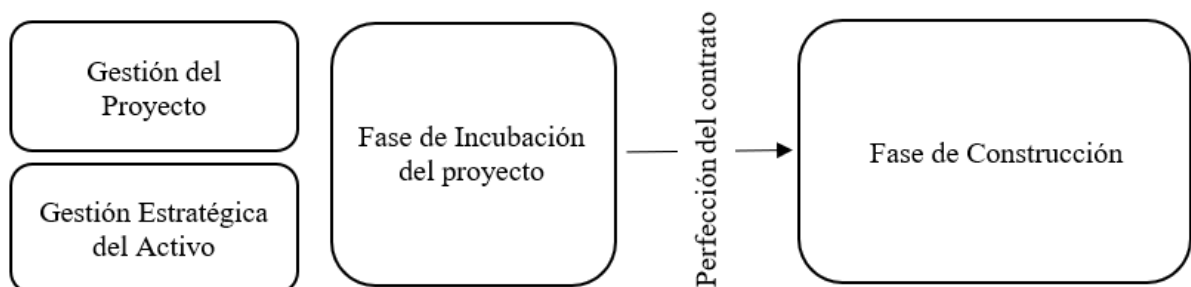 Gestión del
Proyecto
Gestión Estratégica
del Activo
Fase de Incubación
del proyecto
Perfección del contrato
Fase de Construcción